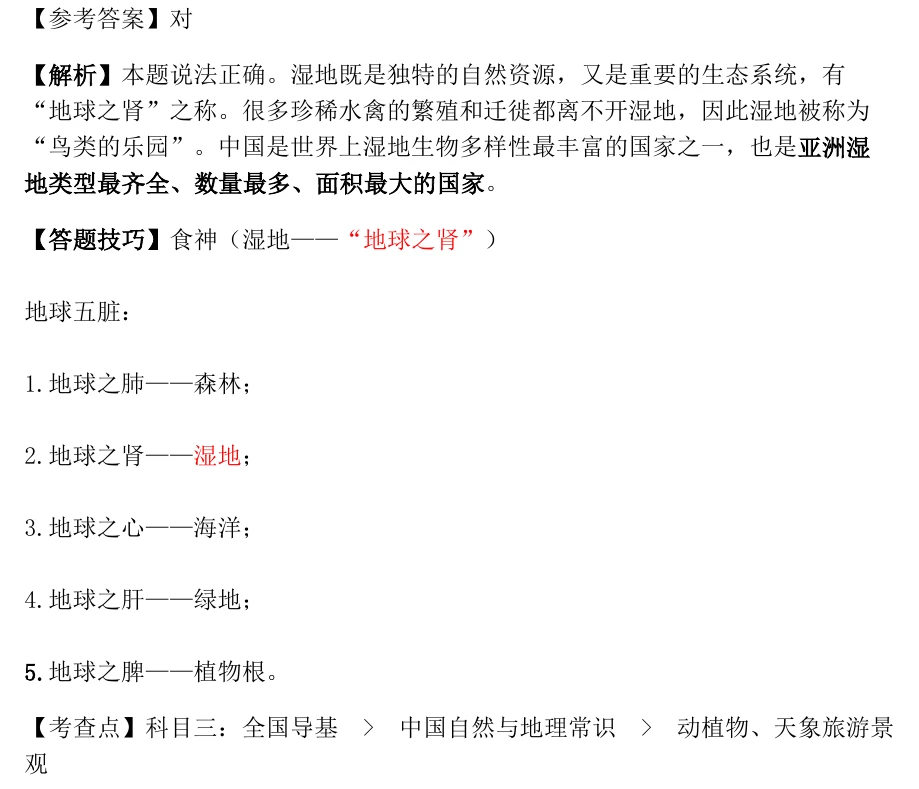 【参考答案】对
【解析】本题说法正确。湿地既是独特的自然资源，又是重要的生态系统，有
“地球之肾”之称。很多珍稀水禽的繁殖和迁徙都离不开湿地，因此湿地被称为
“鸟类的乐园”。中国是世界上湿地生物多样性最丰富的国家之一，也是亚洲湿
地类型最齐全、数量最多、面积最大的国家。
【答题技巧】食神（湿地——“地球之肾”）
地球五脏：
1.地球之肺——森林；
2.地球之肾——湿地；
3.地球之心——海洋；
4.地球之肝——绿地；
5.地球之脾——植物根。
【考查点】科目三：全国导基 > 中国自然与地理常识 > 动植物、天象旅游景
观